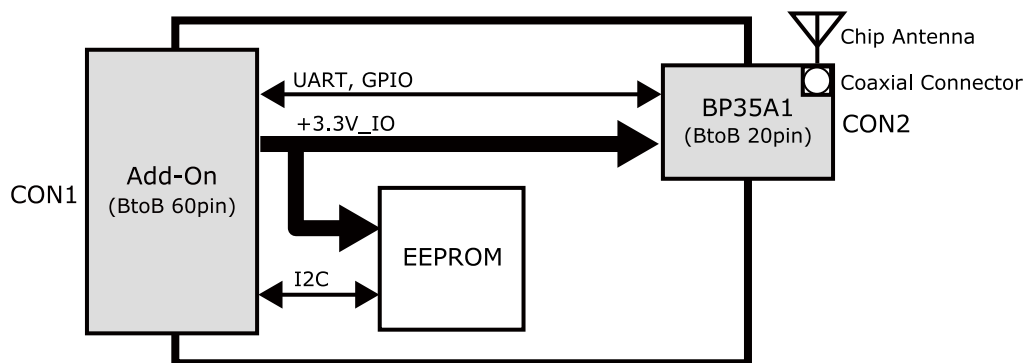 Chip Antenna
UART, GPIO
Coaxial Connector
BP35A1
(BtoB 20pin)
CON2
+3.3V_IO
CON1
Add-On
(BtoB 60pin)
EEPROM
I2C